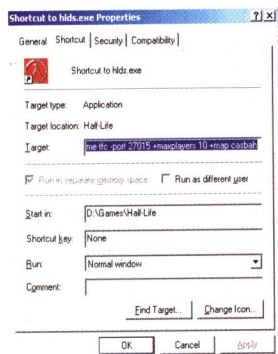 Shortcut to hlds.exe Properties
General Shortcut Security Compatibility
Shortcut to hlds.exe
Target type: Application
Target location: Half-Life
Target: me tfc -port 27015 +maxplayers 10 +map casbah
Run in separate memory space Run as different user
Start in: D:\Games\Half-Life
Shortcut key: None
Run: Normal window
Comment:
Find Target... Change Icon...
OK Cancel Apply